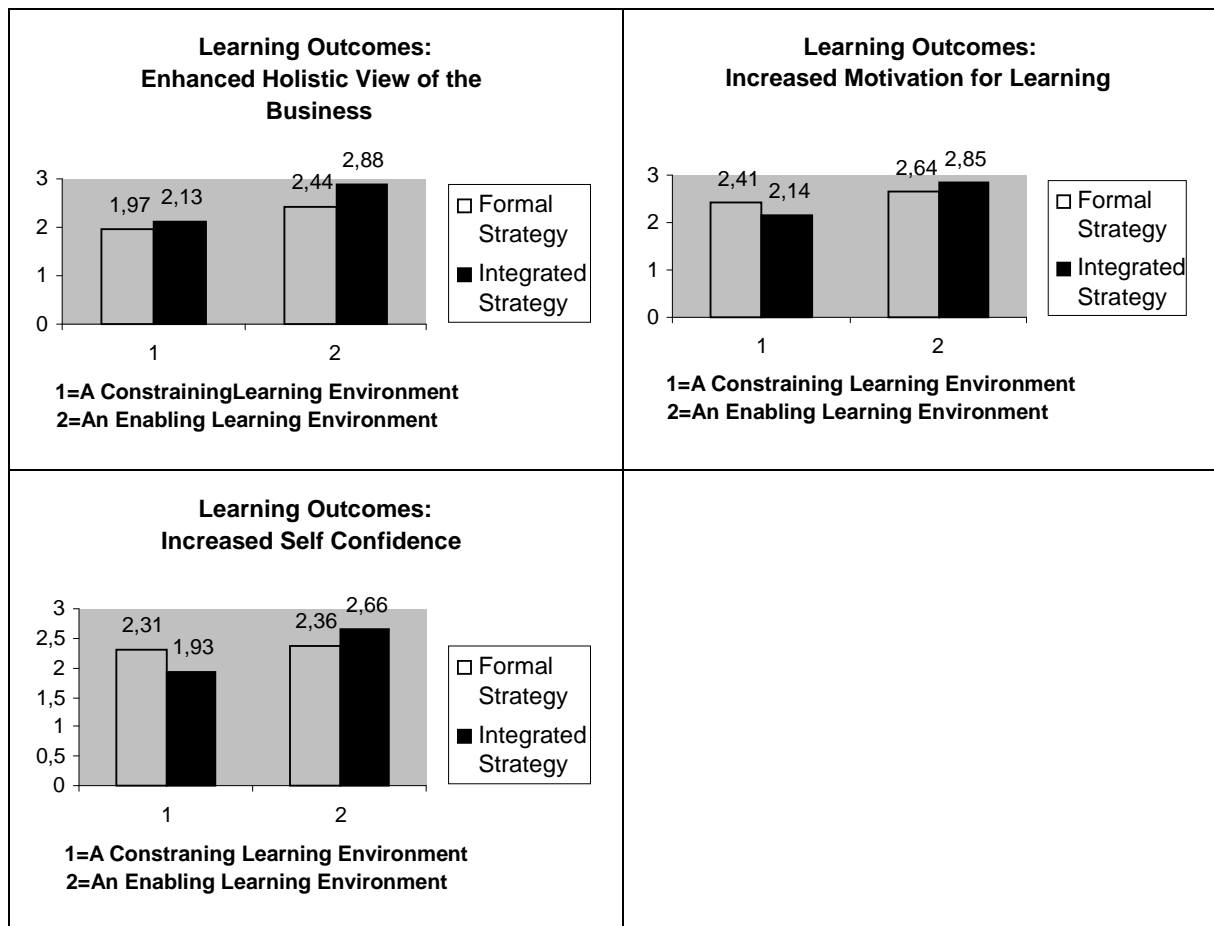 Learning Outcomes:
Enhanced Holistic View of the
Business
1,97
2,13
2,44
2,88
3
2
1
0
1
2
Formal
Strategy
Integrated
Strategy
1=A ConstrainingLearning Environment
2=An Enabling Learning Environment
Learning Outcomes:
Increased Motivation for Learning
2,41
2,14
2,64
2,85
3
2
1
0
1
2
Formal
Strategy
Integrated
Strategy
1=A Constraining Learning Environment
2=An Enabling Learning Environment
Learning Outcomes:
Increased Self Confidence
2,31
1,93
2,36
2,66
3
2,5
2
1,5
1
0,5
0
1
2
Formal
Strategy
Integrated
Strategy
1=A Constraning Learning Environment
2=An Enabling Learning Environment